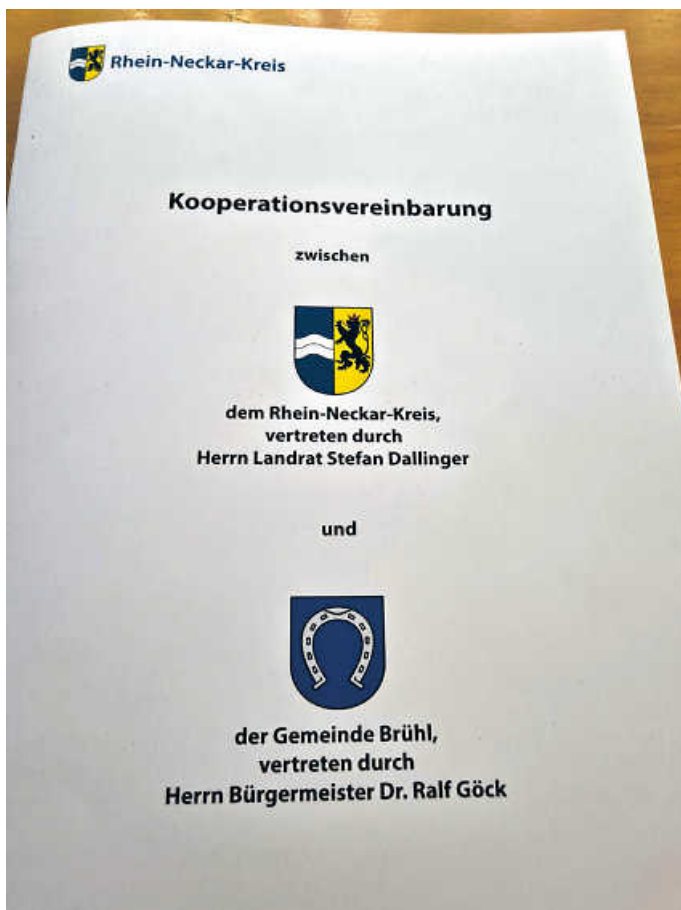 Rhein-Neckar-Kreis
Kooperationsvereinbarung
zwischen
dem Rhein-Neckar-Kreis,
vertreten durch
Herrn Landrat Stefan Dallinger
und
der Gemeinde Brühl,
vertreten durch
Herrn Bürgermeister Dr. Ralf Göck